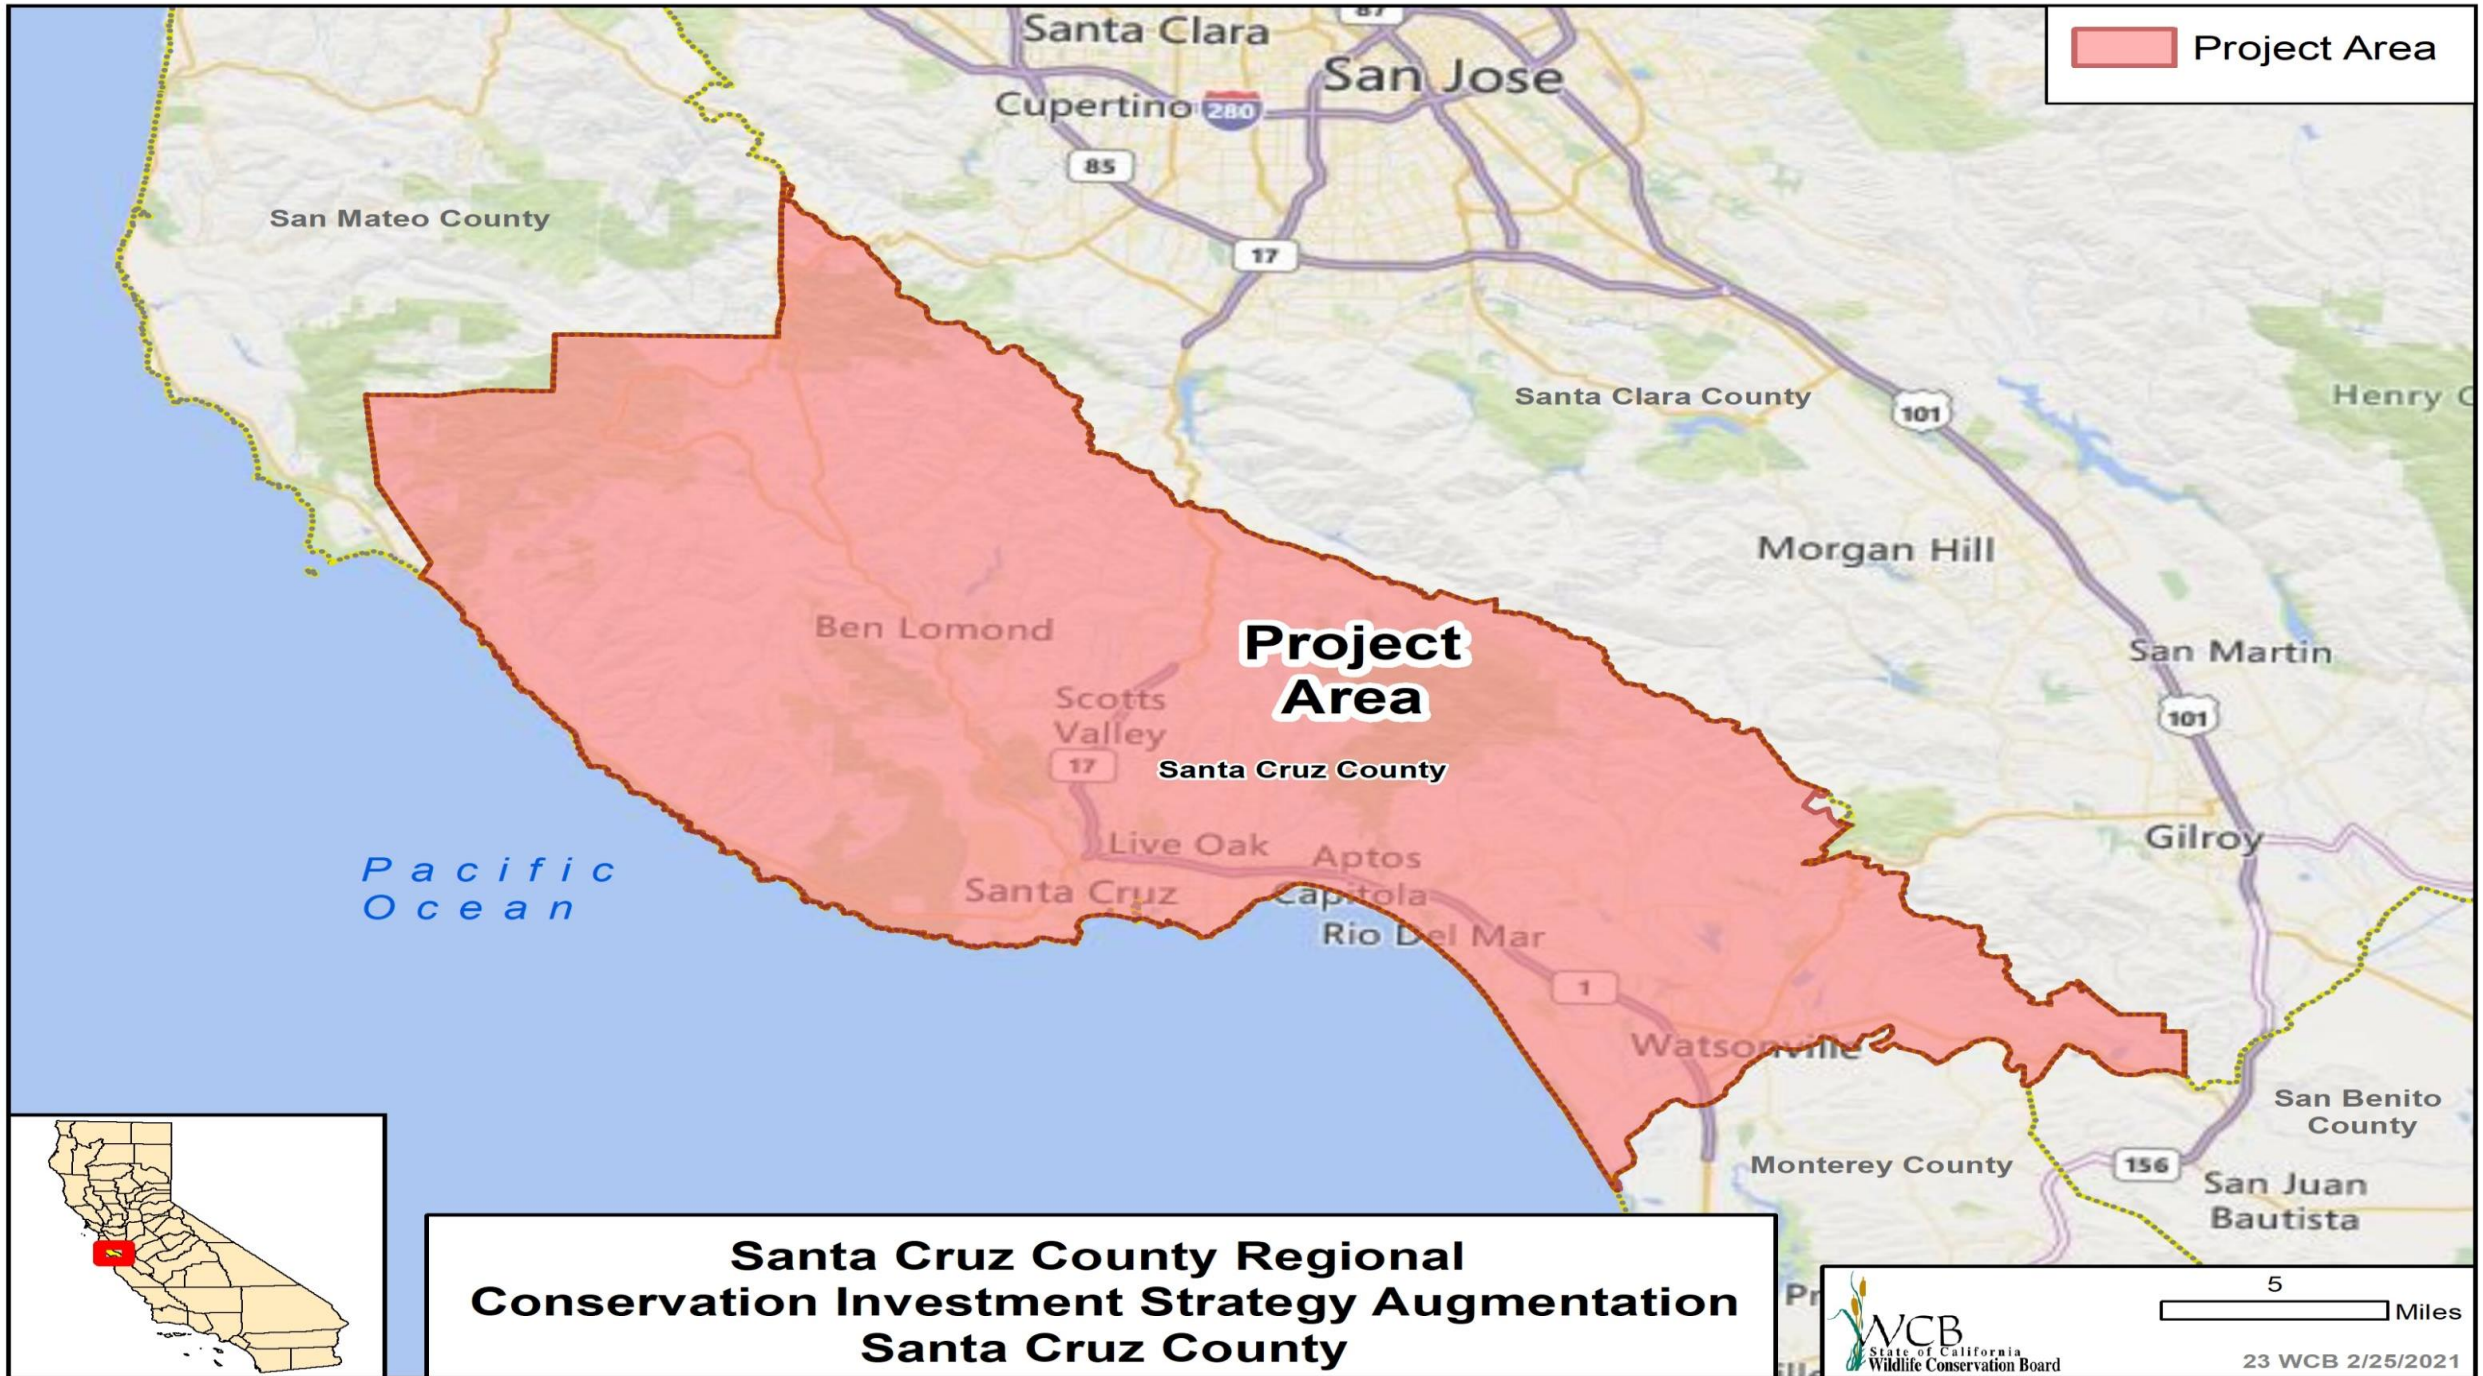 87
Santa Clara
San Jose
Project Area
Cupertino
280
85
San Mateo County
17
Santa Clara County
101
Henry C
Morgan Hill
Ben Lomond
Project
Area
San Martin
Scotts
Valley
101
17
Santa Cruz County
Gilroy
Live Oak
Aptos
Pacific
Ocean
Santa Cruz
Capitola
Rio Del Mar
1
Watsonville
San Benito
County
Monterey County
156
San Juan
Bautista
Santa Cruz County Regional
Conservation Investment Strategy Augmentation
Santa Cruz County
WCB
State of California
Wildlife Conservation Board
5
Miles
23 WCB 2/25/2021